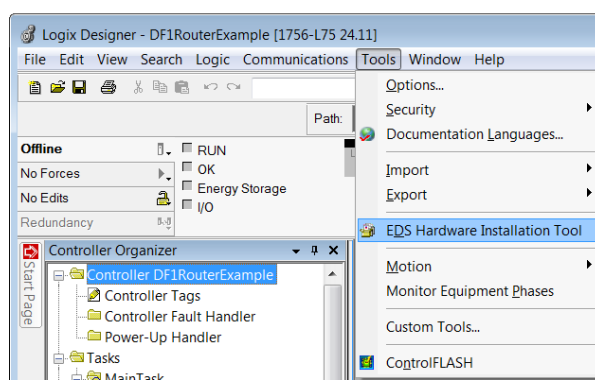 Logix Designer - DF1RouterExample [1756-L75 24.11]
File Edit View Search Logic Communications Tools Window Help
Path:
Offline
RUN
No Forces
OK
Energy Storage
No Edits
I/O
Redundancy
Start Page
Controller Organizer
Controller DF1RouterExample
Controller Tags
Controller Fault Handler
Power-Up Handler
Tasks
MainTask
Options...
Security
Documentation Languages...
Import
Export
EDS Hardware Installation Tool
Motion
Monitor Equipment Phases
Custom Tools...
ControlFLASH